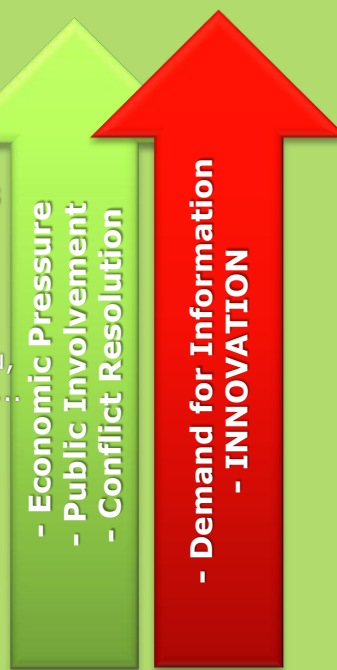 - Economic Pressure
- Public Involvement
- Conflict Resolution
- Demand for Information
- INNOVATION